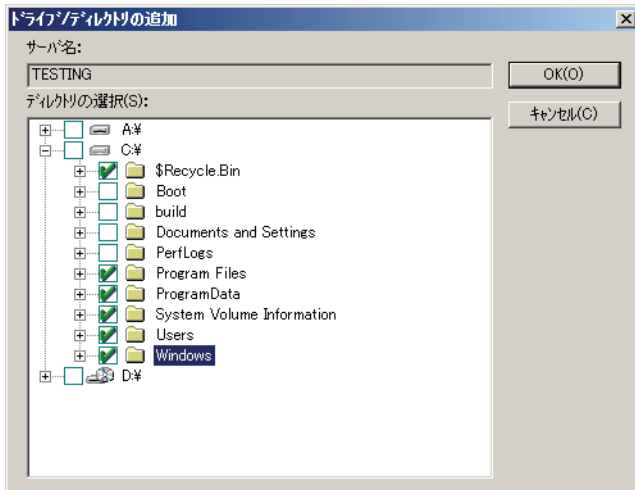 ﾄﾞﾗｲﾌﾞ/ﾃﾞｨﾚｸﾄﾘの追加
サーバ名:
TESTING
OK(O)
ﾃﾞｨﾚｸﾄﾘの選択(S):
ｷｬﾝｾﾙ(C)
A:¥
C:¥
$Recycle.Bin
Boot
build
Documents and Settings
PerfLogs
Program Files
ProgramData
System Volume Information
Users
Windows
D:¥